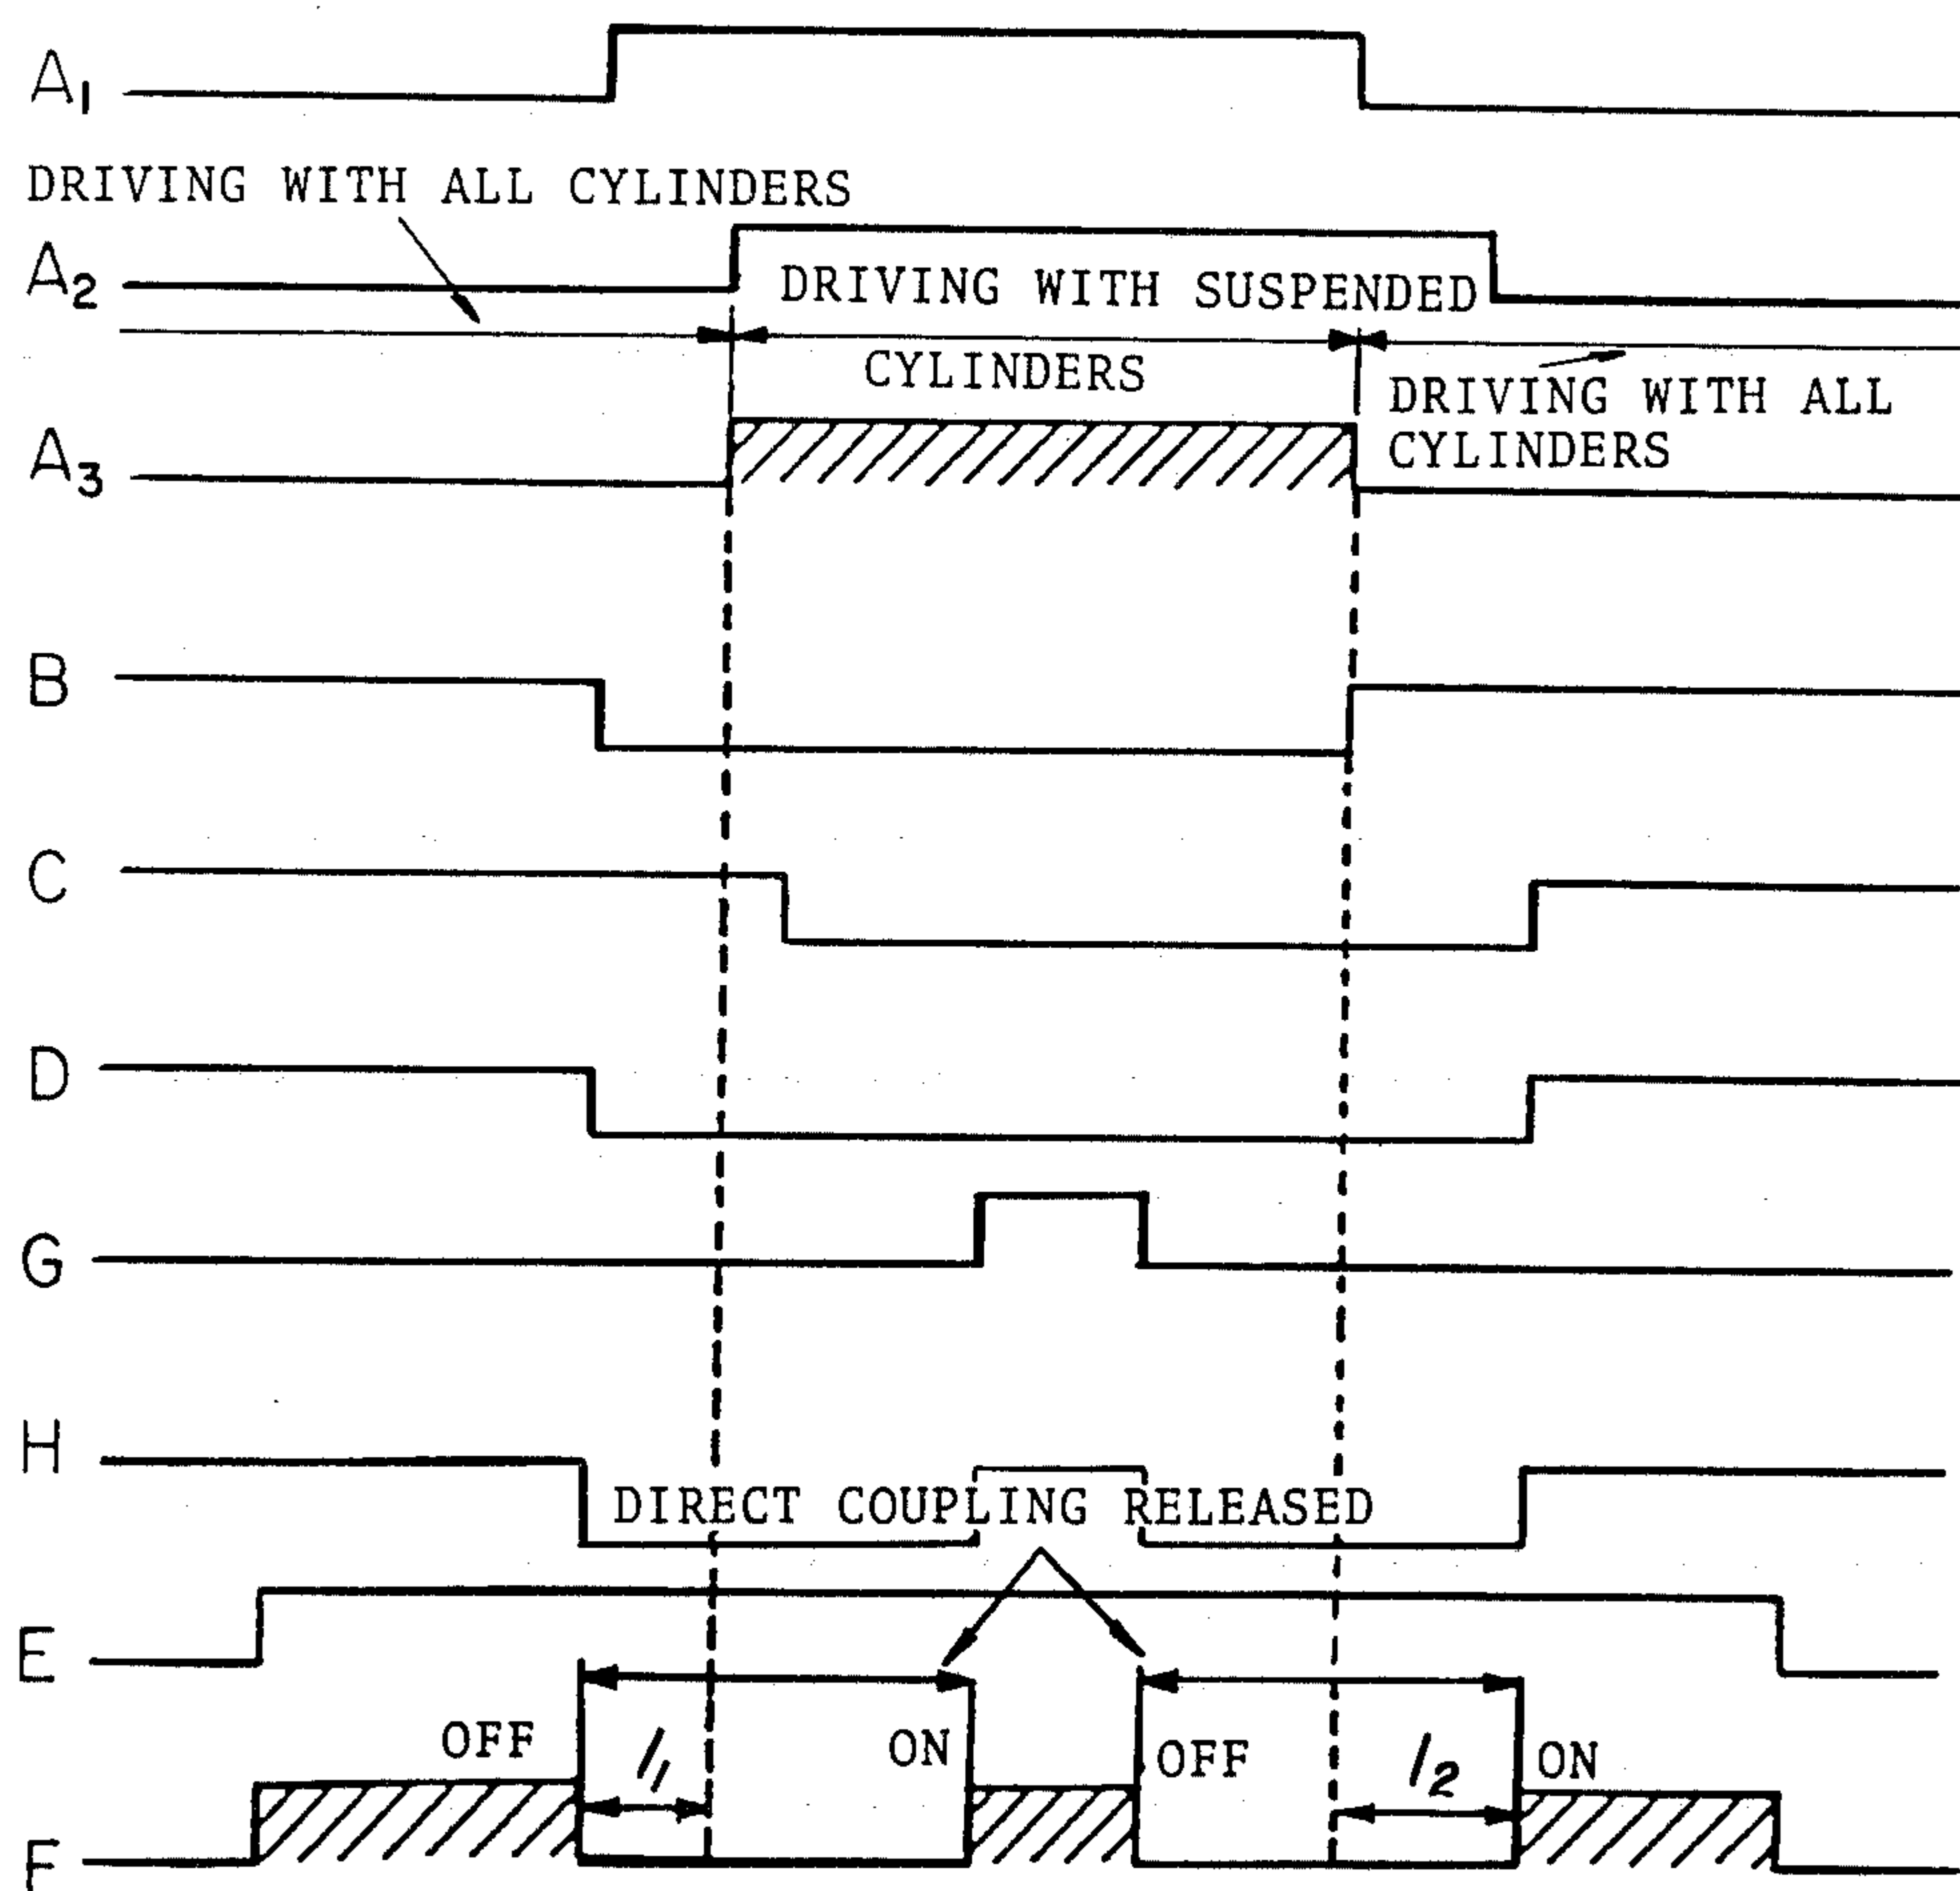 A1
DRIVING WITH ALL CYLINDERS
A2
DRIVING WITH SUSPENDED
CYLINDERS
DRIVING WITH ALL
CYLINDERS
A3
B
C
D
G
H
DIRECT COUPLING RELEASED
E
OFF
l1
ON
OFF
l2
ON
F